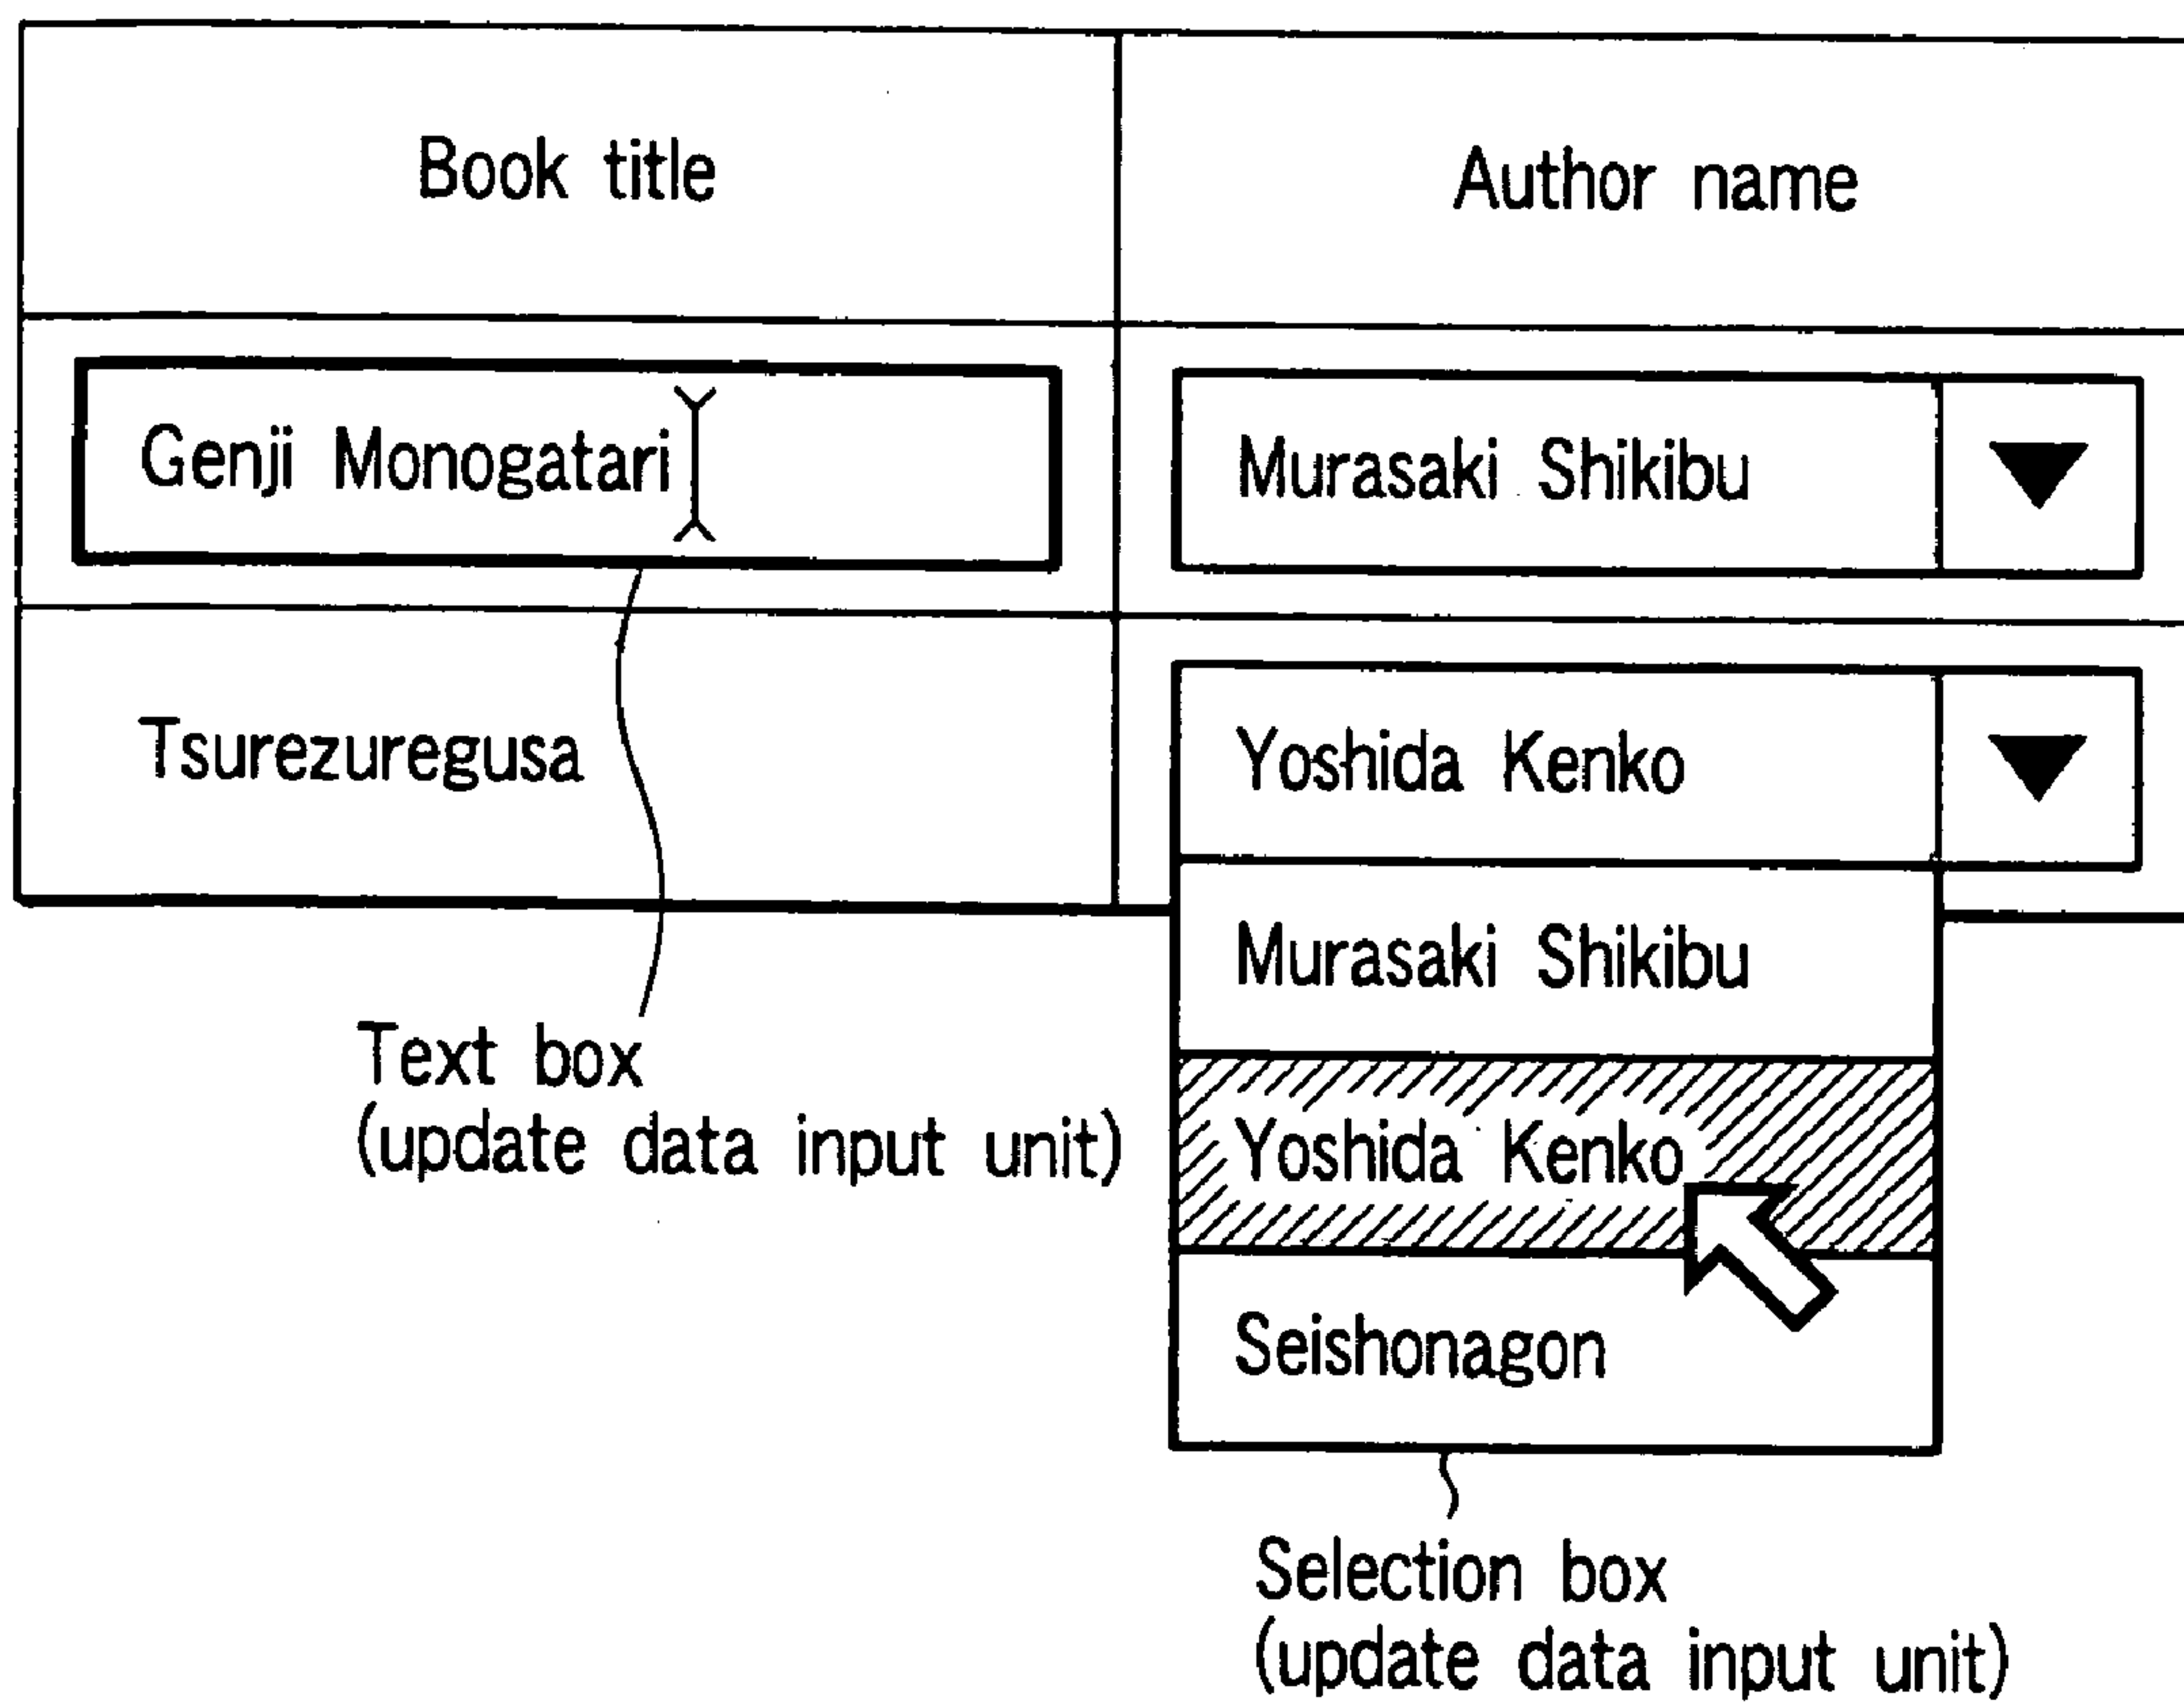 Book title
Author name
Genji Monogatari
Murasaki Shikibu
Tsurezuregusa
Yoshida Kenko
Murasaki Shikibu
Yoshida Kenko
Seishonagon
Text box
(update data input unit)
Selection box
(update data input unit)